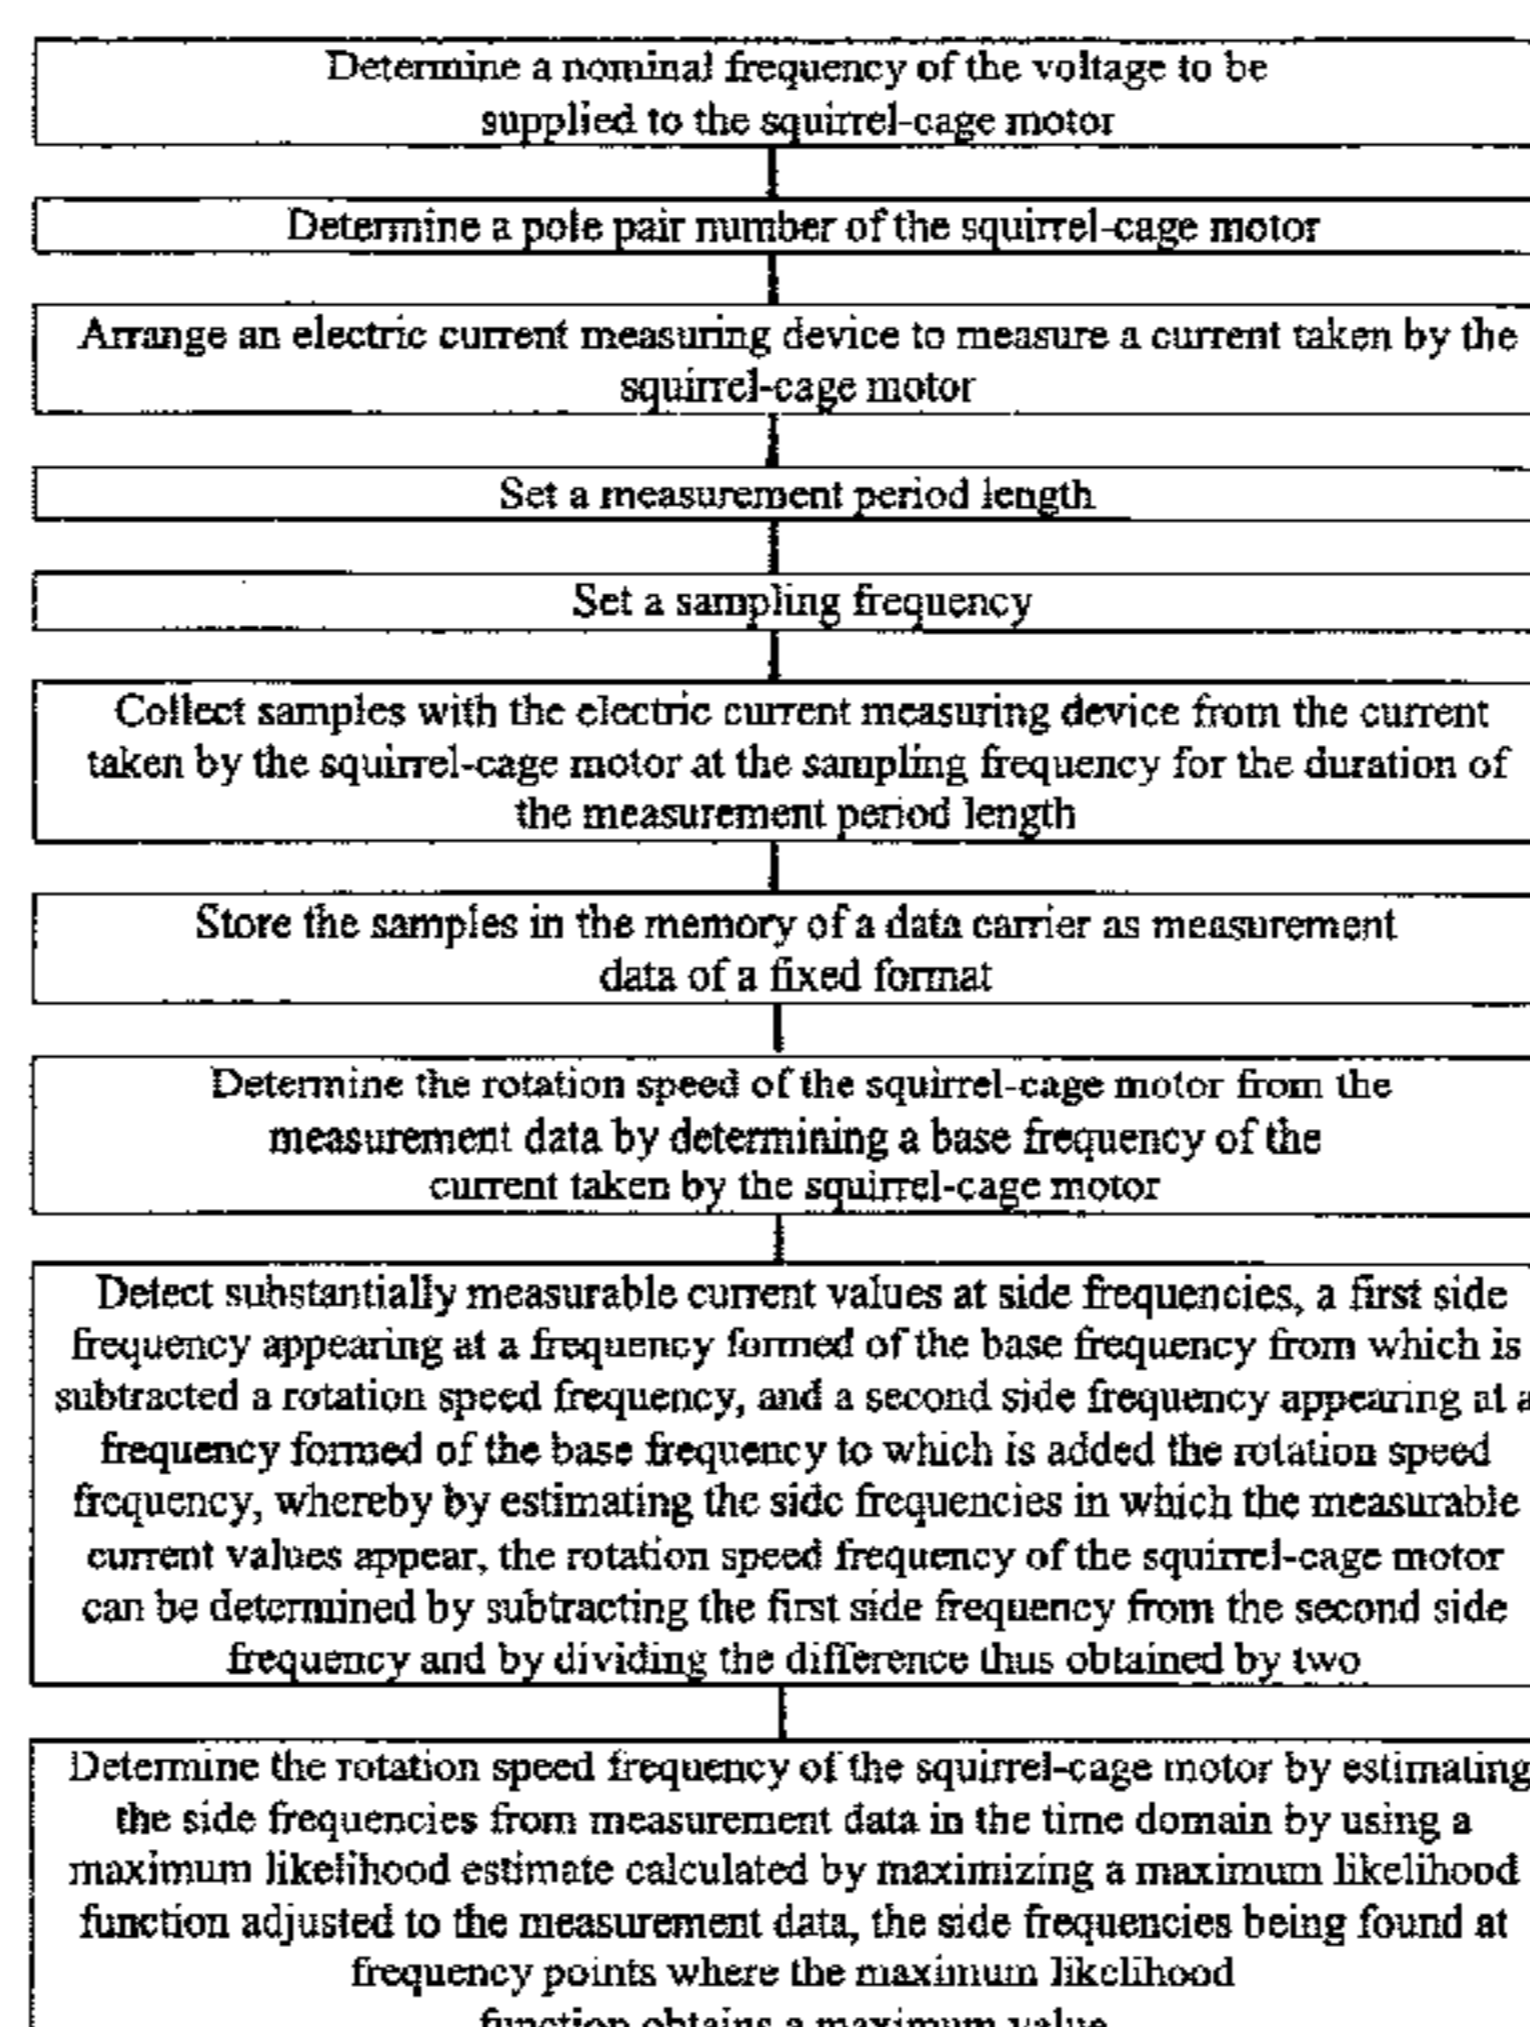 Determine a nominal frequency of the voltage to be
supplied to the squirrel-cage motor
Determine a pole pair number of the squirrel-cage motor
Arrange an electric current measuring device to measure a current taken by the
squirrel-cage motor
Set a measurement period length
Set a sampling frequency
Collect samples with the electric current measuring device from the current
taken by the squirrel-cage motor at the sampling frequency for the duration of
the measurement period length
Store the samples in the memory of a data carrier as measurement
data of a fixed format
Determine the rotation speed of the squirrel-cage motor from the
measurement data by determining a base frequency of the
current taken by the squirrel-cage motor
Detect substantially measurable current values at side frequencies, a first side
frequency appearing at a frequency formed of the base frequency from which is
subtracted a rotation speed frequency, and a second side frequency appearing at a
frequency formed of the base frequency to which is added the rotation speed
frequency, whereby by estimating the side frequencies in which the measurable
current values appear, the rotation speed frequency of the squirrel-cage motor
can be determined by subtracting the first side frequency from the second side
frequency and by dividing the difference thus obtained by two
Determine the rotation speed frequency of the squirrel-cage motor by estimating
the side frequencies from measurement data in the time domain by using a
maximum likelihood estimate calculated by maximizing a maximum likelihood
function adjusted to the measurement data, the side frequencies being found at
frequency points where the maximum likelihood
function obtains a maximum value